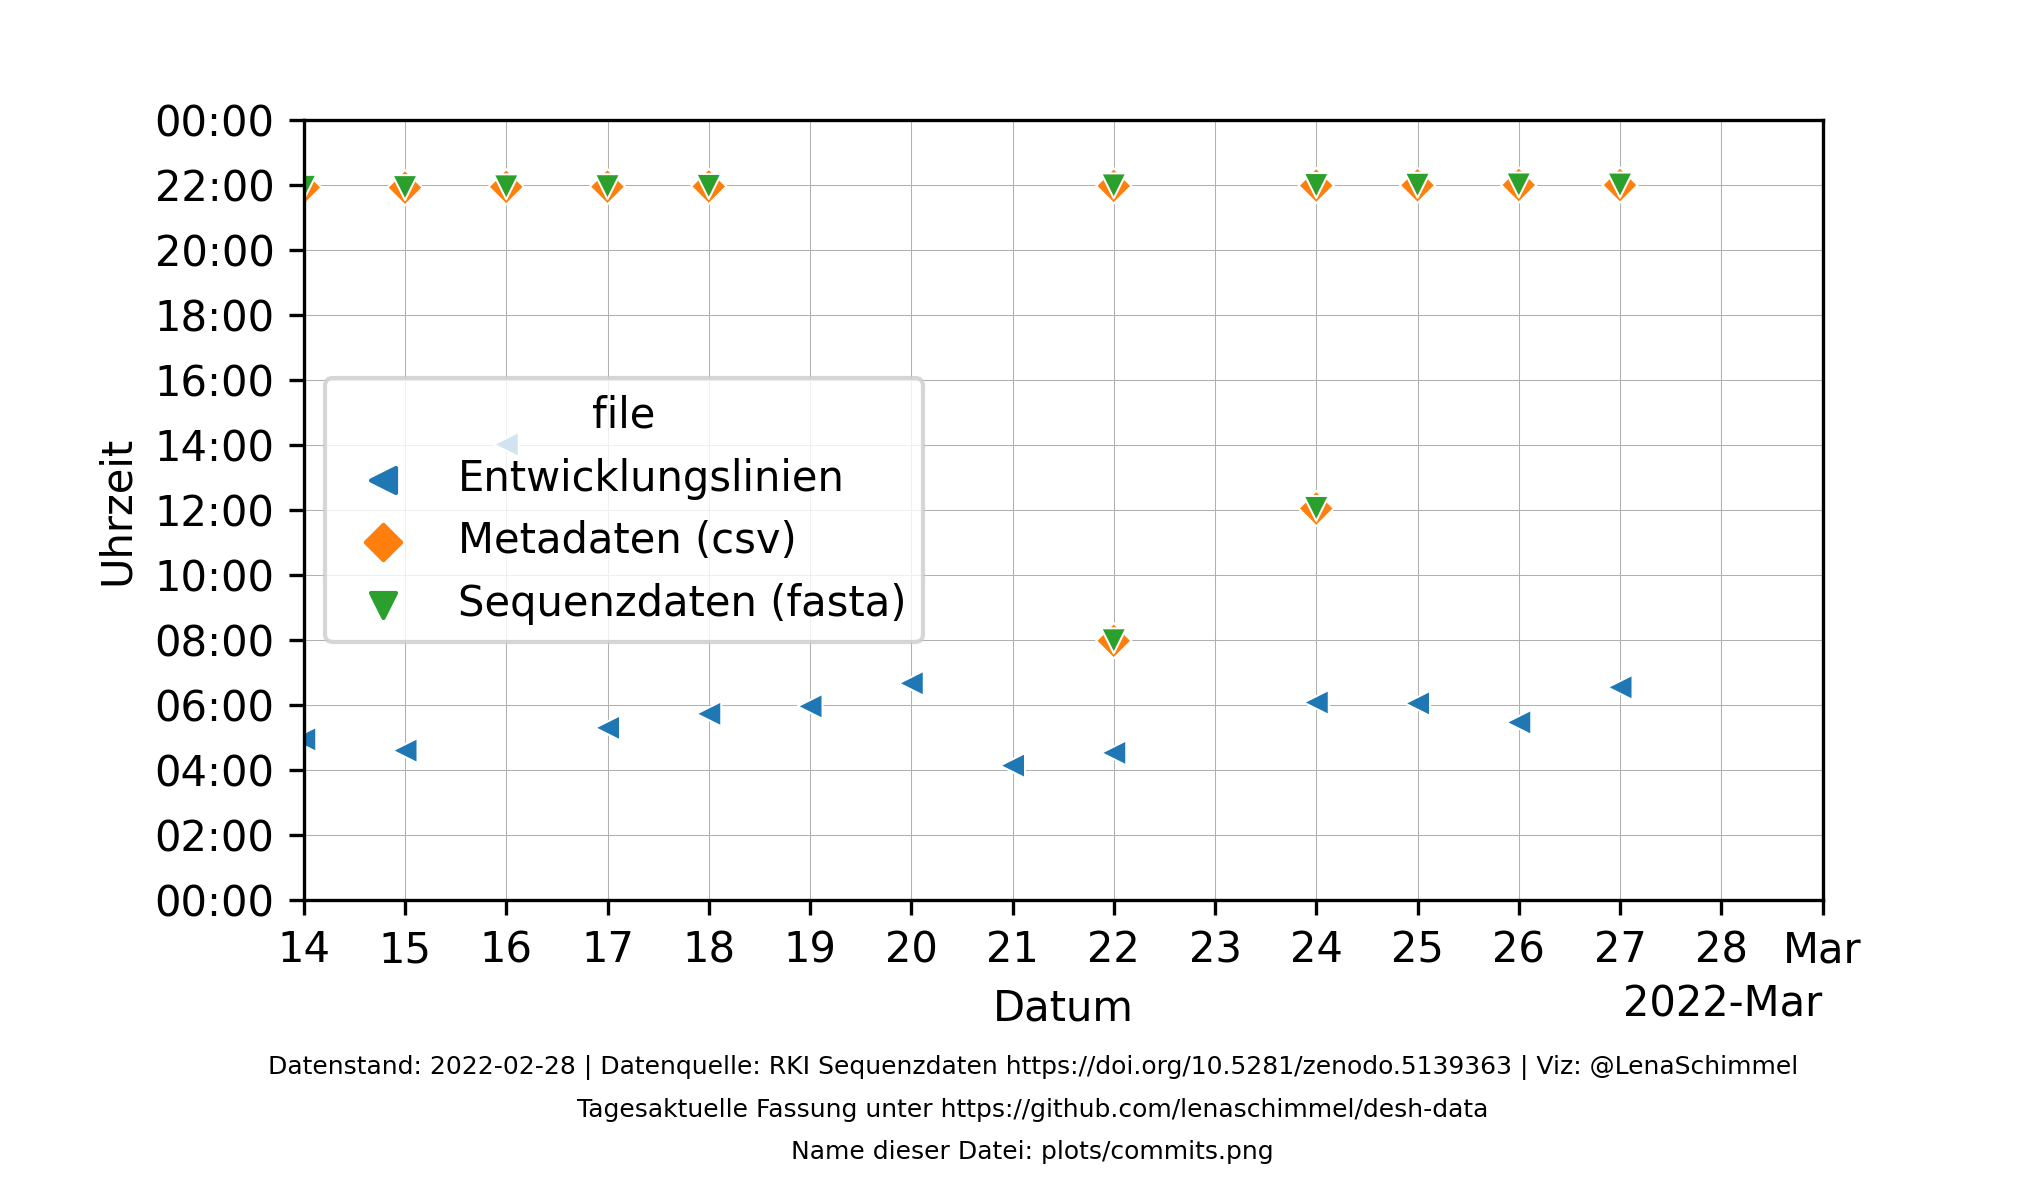 00:00
22:00
20:00
18:00
16:00
14:00
12:00
10:00
08:00
06:00
04:00
02:00
00:00
Uhrzeit
file
Entwicklungslinien
Metadaten (csv)
Sequenzdaten (fasta)
14 15 16 17 18 19 20 21 22 23 24 25 26 27 28 Mar
Datum
2022-Mar
Datenstand: 2022-02-28 | Datenquelle: RKI Sequenzdaten https://doi.org/10.5281/zenodo.5139363 | Viz: @LenaSchimmel
Tagesaktuelle Fassung unter https://github.com/lenaschimmel/desh-data
Name dieser Datei: plots/commits.png